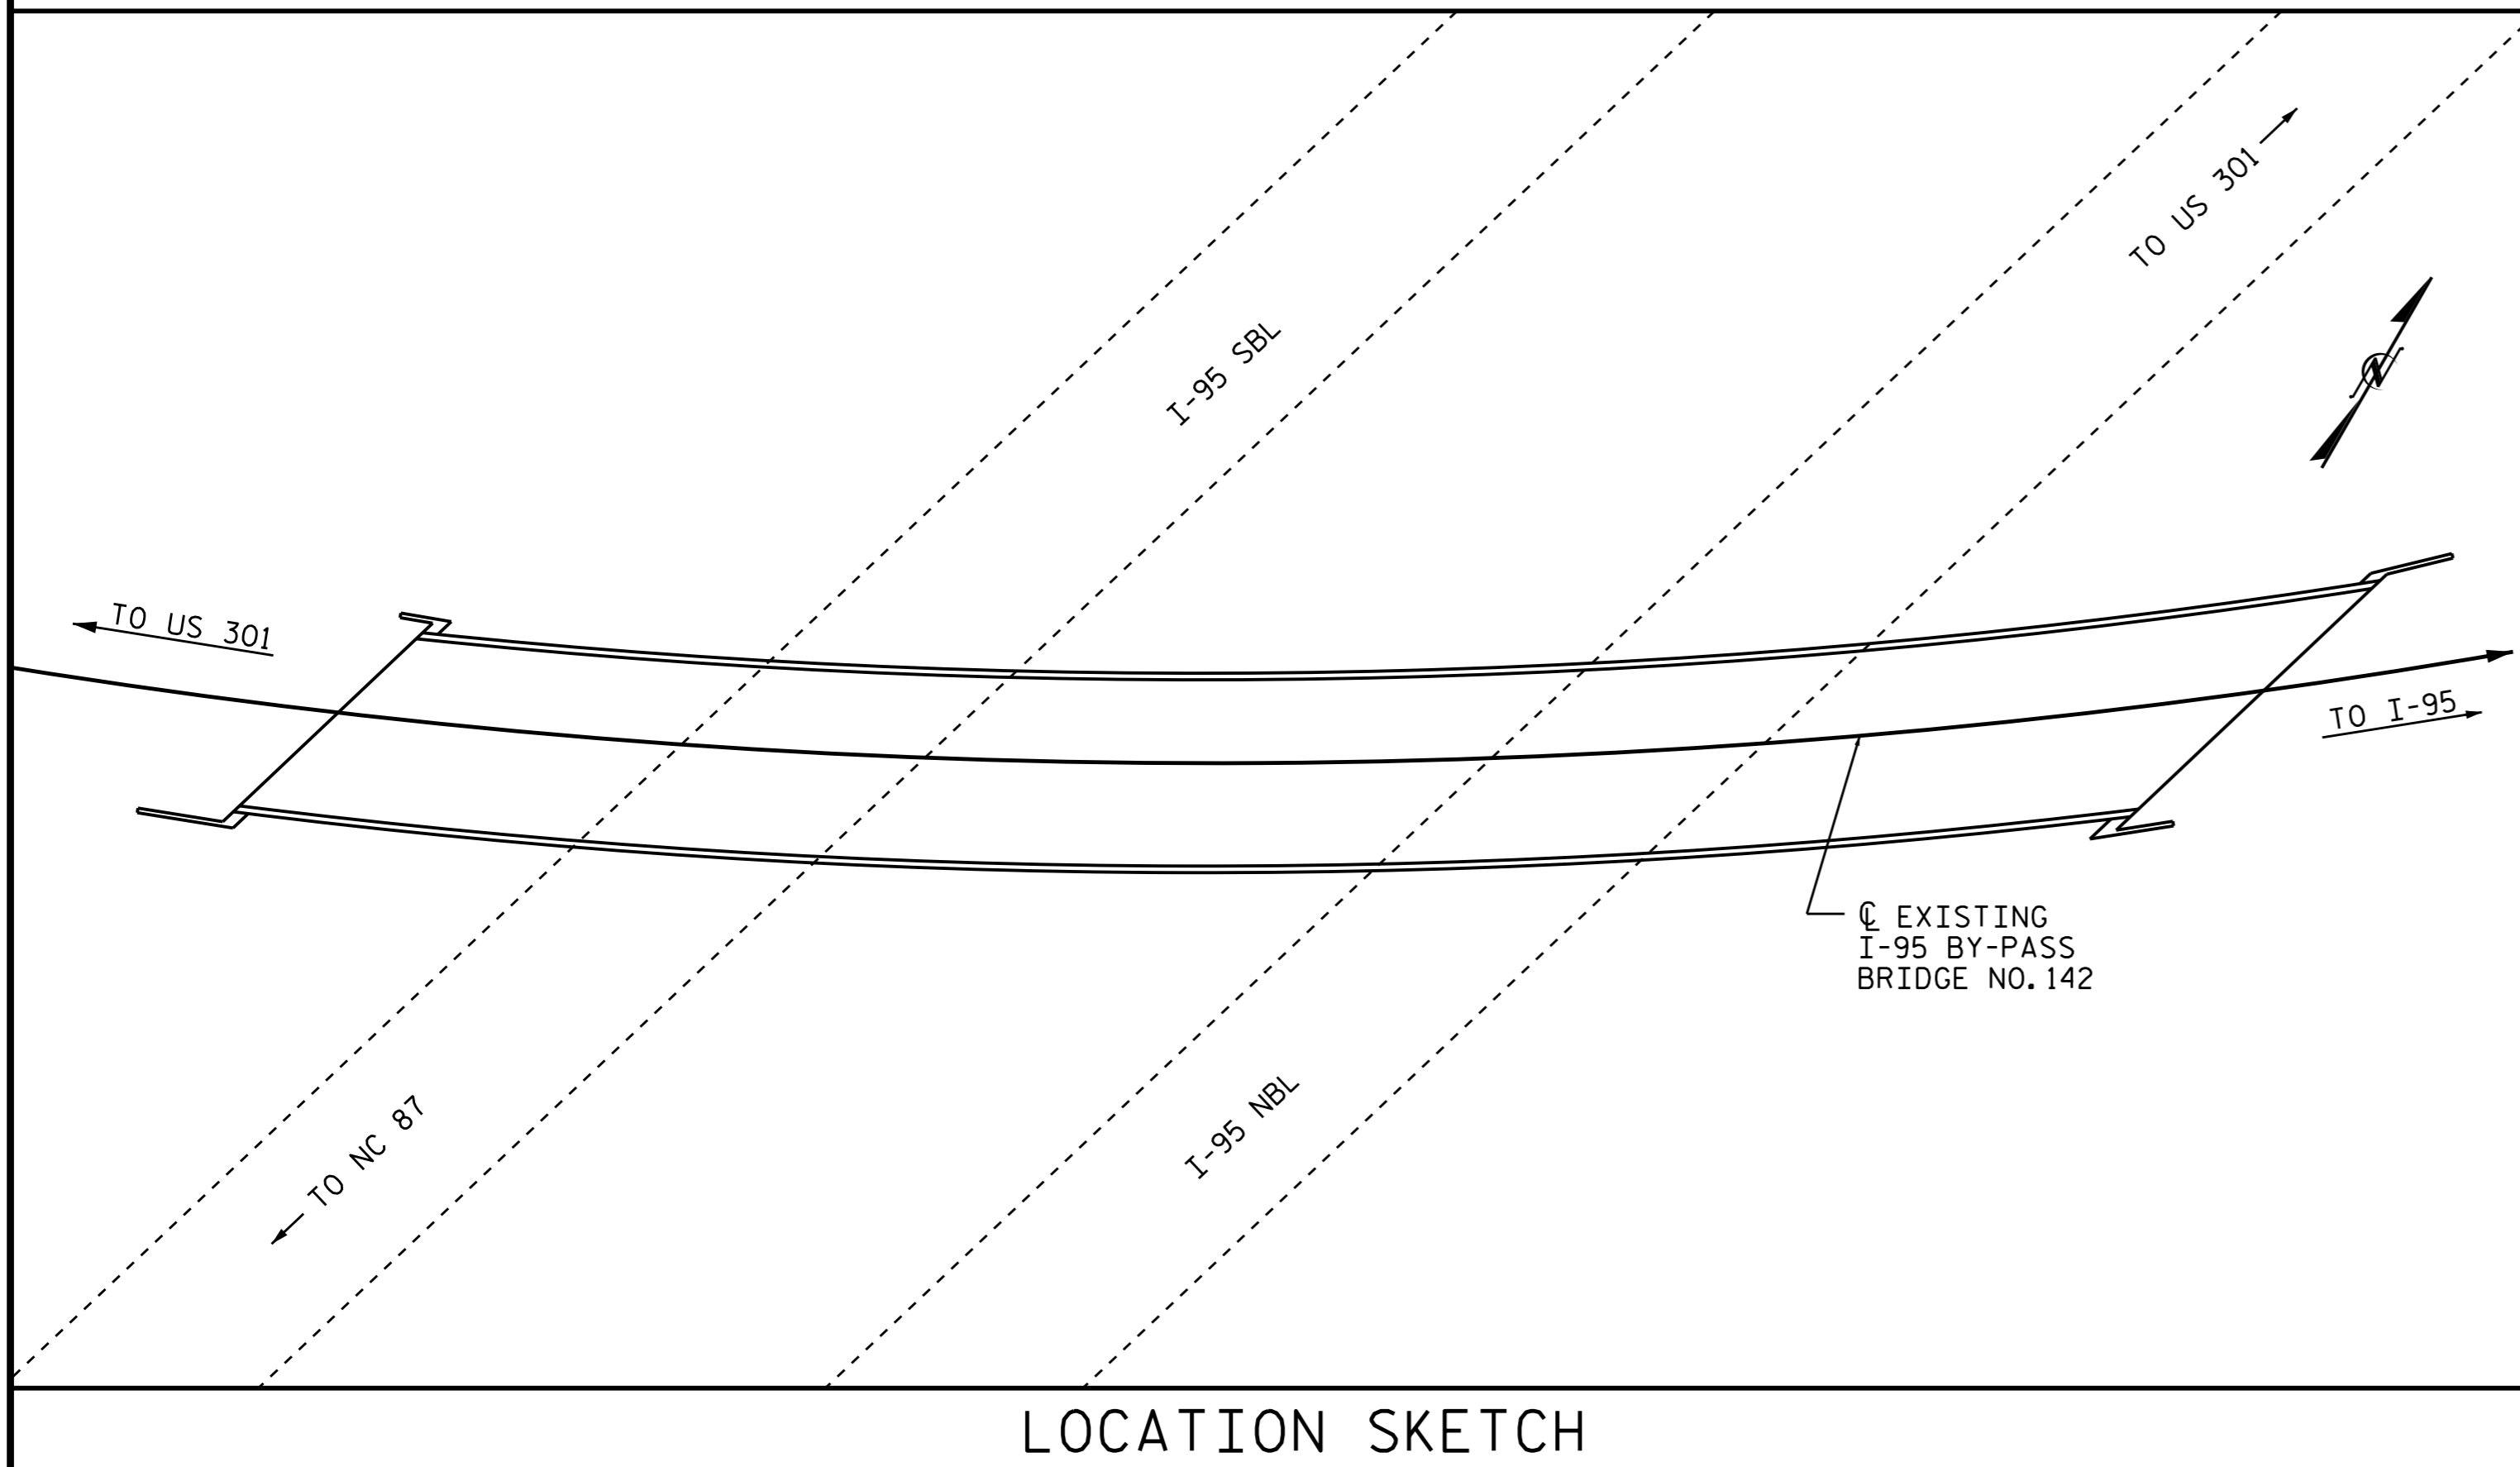 TO US 301
I-95 SBL
N
TO US 301
TO I-95
℄ EXISTING
I-95 BY-PASS
BRIDGE NO. 142
TO NC 87
I-95 NBL
LOCATION SKETCH